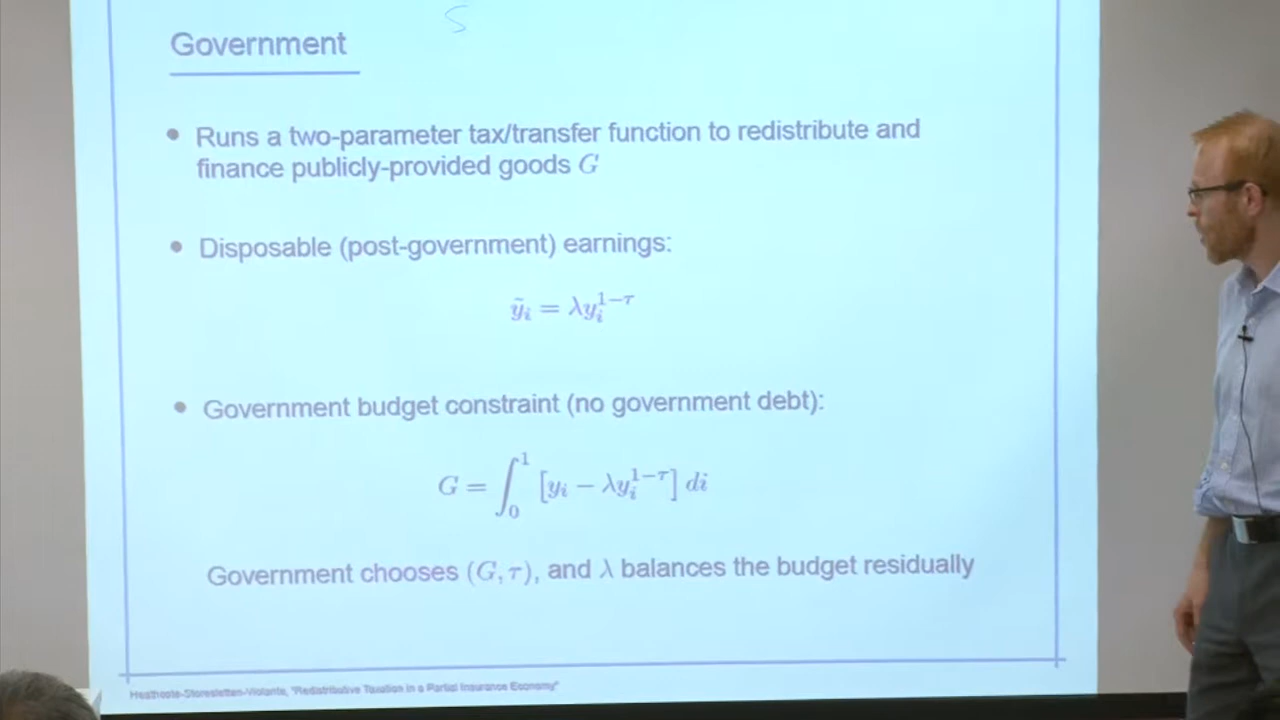 S
Government
• Runs a two-parameter tax/transfer function to redistribute and
finance publicly-provided goods G
• Disposable (post-government) earnings:
ỹᵢ = λyᵢ^{1−τ}
• Government budget constraint (no government debt):
G = ∫₀¹ [yᵢ − λyᵢ^{1−τ}] di
Government chooses (G, τ), and λ balances the budget residually
Heathcote-Storesletten-Violante, "Redistributive Taxation in a Partial Insurance Economy"